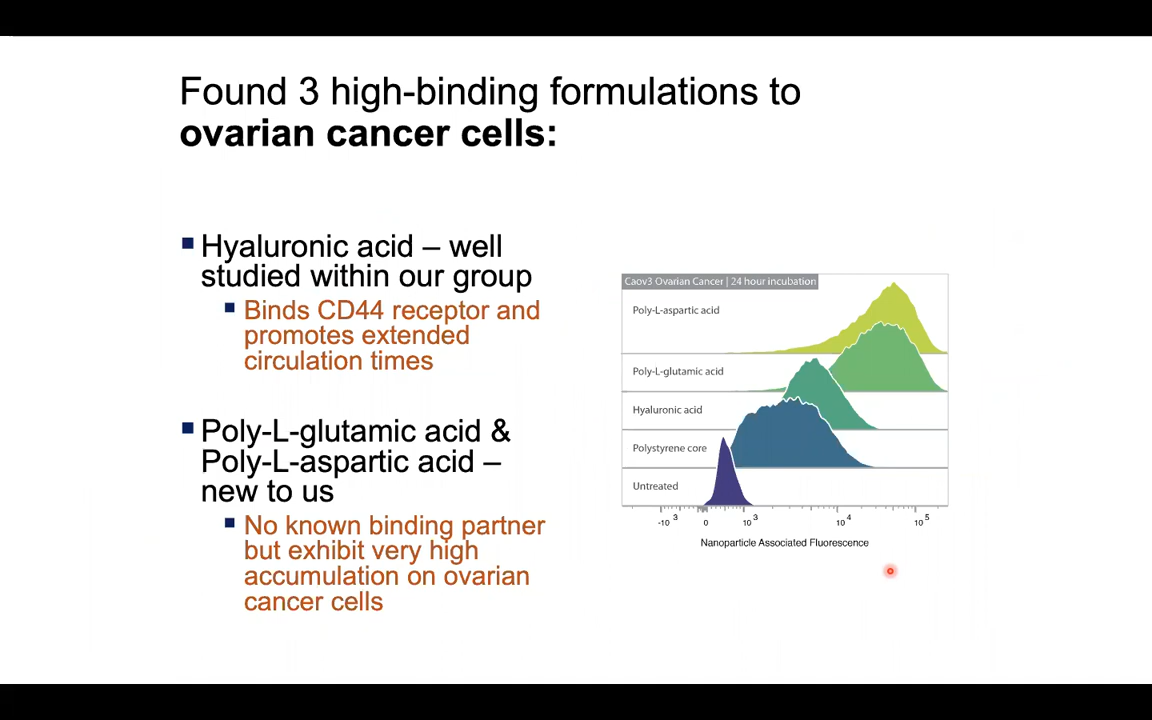 Found 3 high-binding formulations to
ovarian cancer cells:
Hyaluronic acid – well
studied within our group
Binds CD44 receptor and
promotes extended
circulation times
Poly-L-glutamic acid &
Poly-L-aspartic acid –
new to us
No known binding partner
but exhibit very high
accumulation on ovarian
cancer cells
Caov3 Ovarian Cancer | 24 hour incubation
Poly-L-aspartic acid
Poly-L-glutamic acid
Hyaluronic acid
Polystyrene core
Untreated
-10 3 0 10 3 10 4 10 5
Nanoparticle Associated Fluorescence